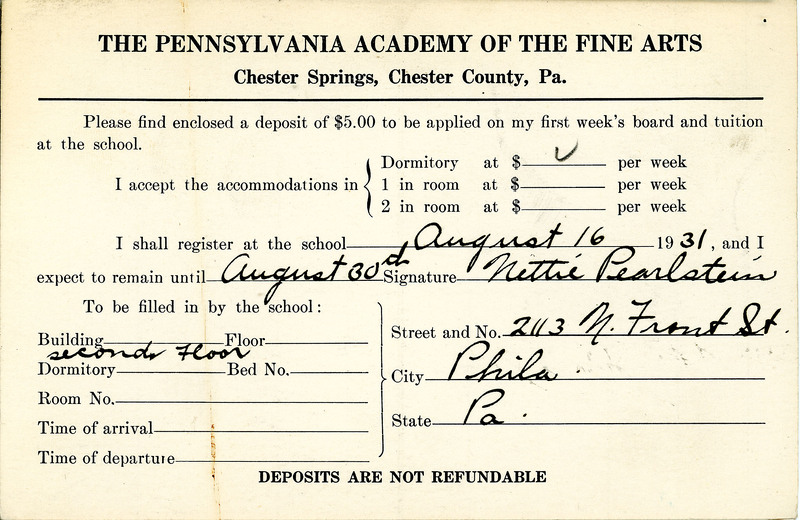 THE PENNSYLVANIA ACADEMY OF THE FINE ARTS
Chester Springs, Chester County, Pa.
Please find enclosed a deposit of $5.00 to be applied on my first week's board and tuition
at the school.
I accept the accommodations in
Dormitory at $ ✓ per week
1 in room at $ per week
2 in room at $ per week
I shall register at the school August 16 1931, and I
expect to remain until August 30th Signature Nettie Pearlstein
To be filled in by the school:
Building Floor
seconds Floor
Dormitory Bed No.
Room No.
Time of arrival
Time of departure
Street and No. 2113 N. Front St.
City Phila.
State Pa.
DEPOSITS ARE NOT REFUNDABLE